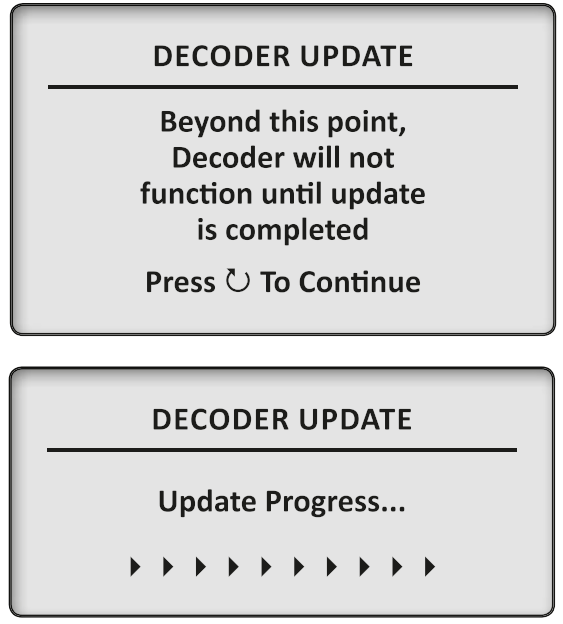 DECODER UPDATE
Beyond this point,
Decoder will not
function until update
is completed
Press ↻ To Continue
DECODER UPDATE
Update Progress...